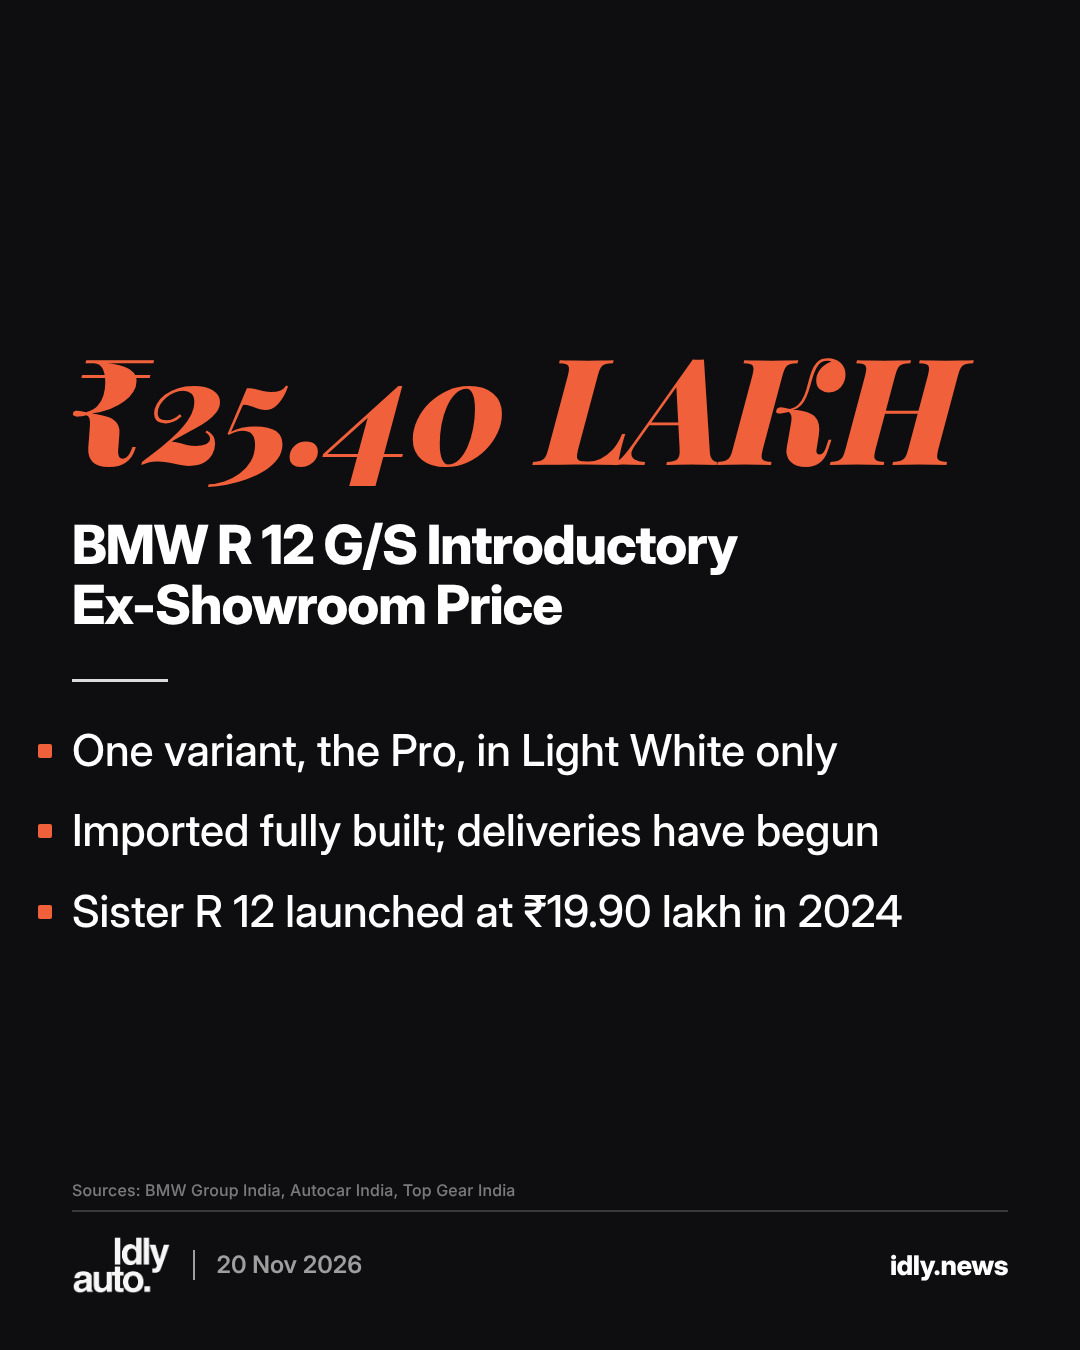 ₹25.40 LAKH
BMW R 12 G/S Introductory
Ex-Showroom Price
One variant, the Pro, in Light White only
Imported fully built; deliveries have begun
Sister R 12 launched at ₹19.90 lakh in 2024
Sources: BMW Group India, Autocar India, Top Gear India
Idly
auto.
20 Nov 2026
idly.news